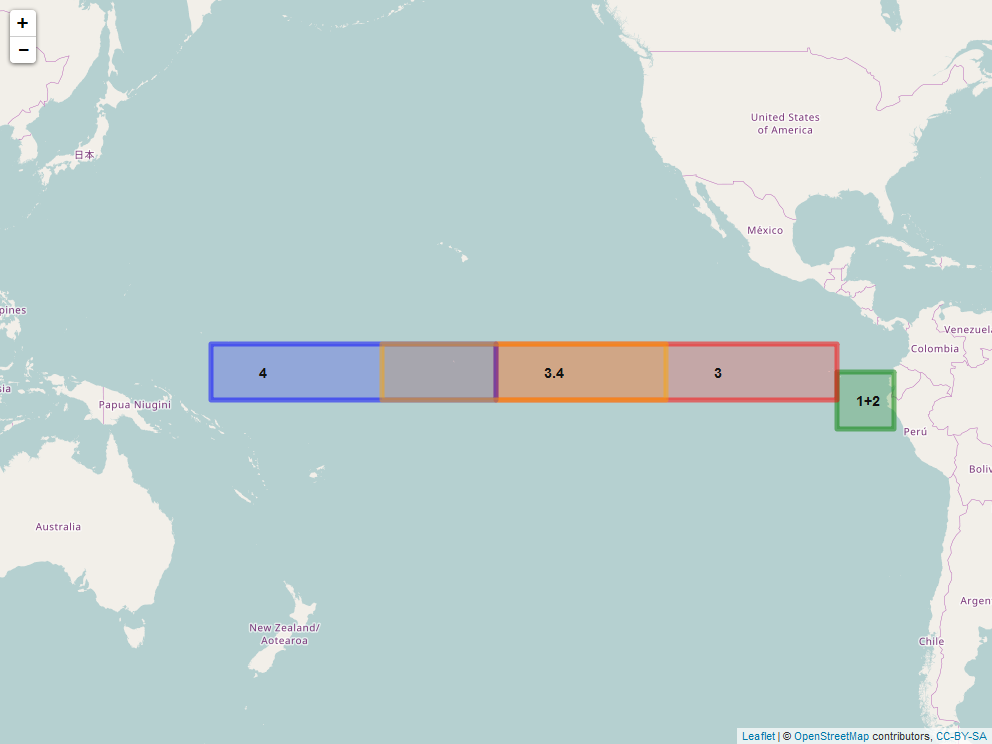 +
−
United States
of America
日本
México
pines
Venezuela
Colombia
4
3.4
3
sia
Papua Niugini
1+2
Perú
Boliv
Australia
Argen
New Zealand/
Aotearoa
Chile
Leaflet | © OpenStreetMap contributors, CC-BY-SA